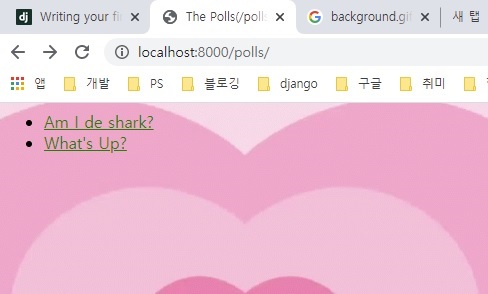 dj Writing your fi
The Polls(/polls
background.gif
새 탭
localhost:8000/polls/
앱 개발 PS 블로깅 django 구글 취미
Am I de shark?
What's Up?